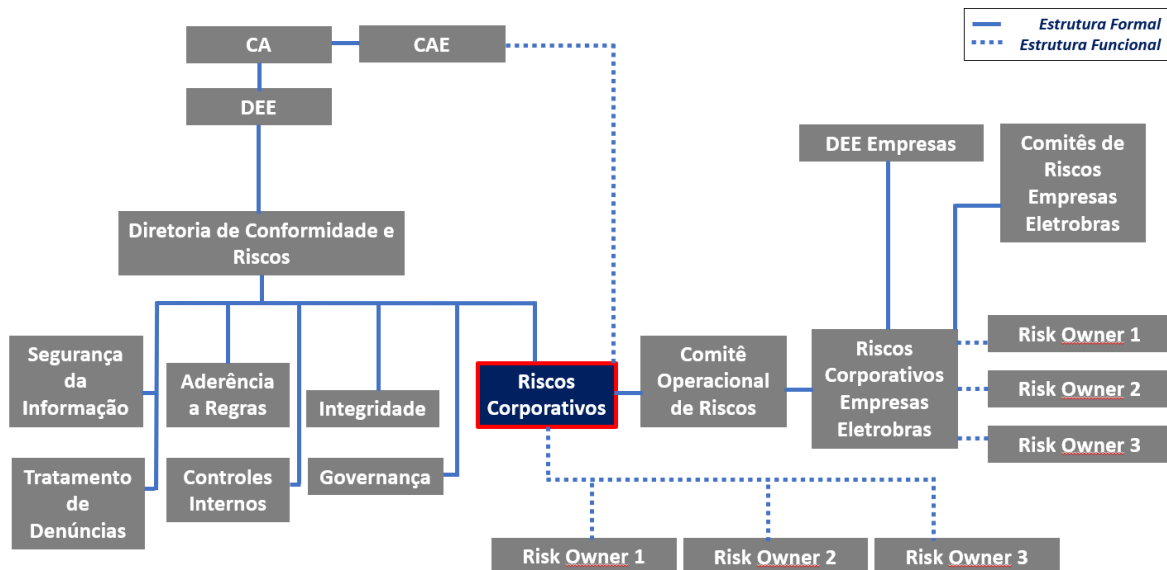 Estrutura Formal
Estrutura Funcional
CA
CAE
DEE
DEE Empresas
Comitês de
Riscos
Empresas
Eletrobras
Diretoria de Conformidade e
Riscos
Segurança
da
Informação
Aderência
a Regras
Integridade
Riscos
Corporativos
Comitê
Operacional
de Riscos
Riscos
Corporativos
Empresas
Eletrobras
Risk Owner 1
Risk Owner 2
Risk Owner 3
Tratamento
de
Denúncias
Controles
Internos
Governança
Risk Owner 1
Risk Owner 2
Risk Owner 3